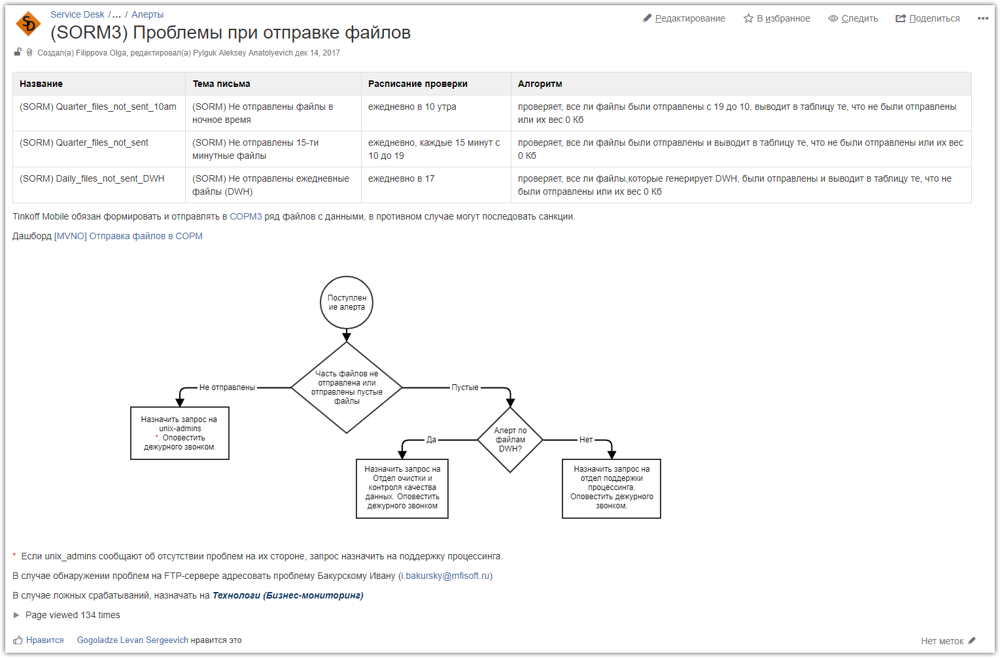 SD
Service Desk /... / Алерты
(SORM3) Проблемы при отправке файлов
Редактирование
В избранное
Следить
Поделиться
Создал(а) Filippova Olga, редактировал(а) Pylguk Aleksey Anatolyevich дек 14, 2017
Название
Тема письма
Расписание проверки
Алгоритм
(SORM) Quarter_files_not_sent_10am
(SORM) Не отправлены файлы в
ночное время
ежедневно в 10 утра
проверяет, все ли файлы были отправлены с 19 до 10, выводит в таблицу те, что не были отправлены
или их вес 0 Кб
(SORM) Quarter_files_not_sent
(SORM) Не отправлены 15-ти
минутные файлы
ежедневно, каждые 15 минут с
10 до 19
проверяет, все ли файлы были отправлены и выводит в таблицу те, что не были отправлены или их вес
0 Кб
(SORM) Daily_files_not_sent_DWH
(SORM) Не отправлены ежедневные
файлы (DWH)
ежедневно в 17
проверяет, все ли файлы,которые генерирует DWH, были отправлены и выводит в таблицу те, что не
были отправлены или их вес 0 Кб
Tinkoff Mobile обязан формировать и отправлять в СОРМ3 ряд файлов с данными, в противном случае могут последовать санкции.
Дашборд [MVNO] Отправка файлов в СОРМ
Поступлен
ие алерта
Часть файлов не
отправлена или
отправлены пустые
файлы
Не отправлены
Пустые
Назначить запрос на
unix-admins
*. Оповестить
дежурного звонком.
Алерт по
файлам
DWH?
Да
Нет
Назначить запрос на
Отдел очистки и
контроля качества
данных. Оповестить
дежурного звонком
Назначить запрос на
отдел поддержки
процессинга.
Оповестить дежурного
звонком.
* Если unix_admins сообщают об отсутствии проблем на их стороне, запрос назначить на поддержку процессинга.
В случае обнаружении проблем на FTP-сервере адресовать проблему Бакурскому Ивану (i.bakursky@mfisoft.ru)
В случае ложных срабатываний, назначать на Технологи (Бизнес-мониторинг)
Page viewed 134 times
Нравится
Gogoladze Levan Sergeevich нравится это
Нет меток